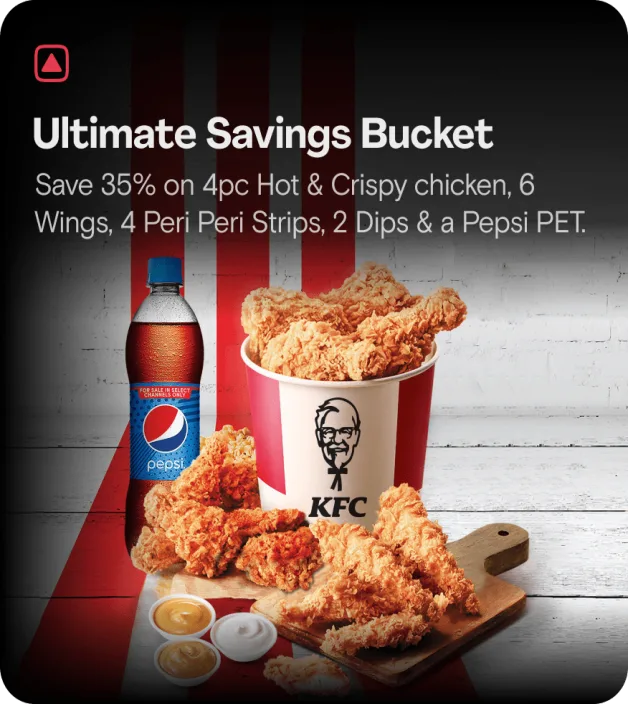 Ultimate Savings Bucket
Save 35% on 4pc Hot & Crispy chicken, 6
Wings, 4 Peri Peri Strips, 2 Dips & a Pepsi PET.
FOR SALE IN SELECT
CHANNELS ONLY
pepsi
KFC